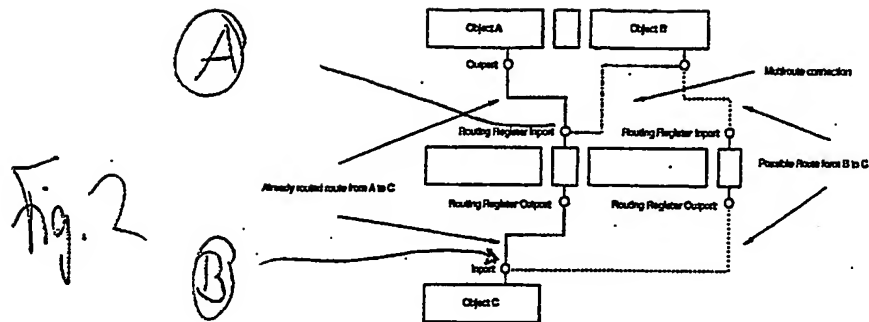 Object A
Object B
A
Outport
Multiroute connection
Routing Register Inport
Routing Register Inport
Fig. 2
Already routed route from A to C
Possible Route from B to C
Routing Register Outport
Routing Register Outport
B
Inport
Object C